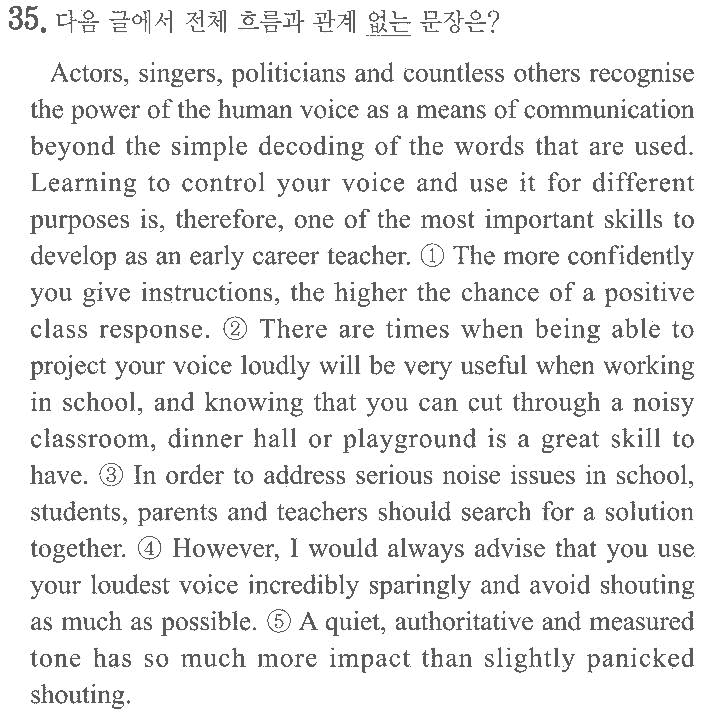 35. 다음 글에서 전체 흐름과 관계 없는 문장은?
Actors, singers, politicians and countless others recognise
the power of the human voice as a means of communication
beyond the simple decoding of the words that are used.
Learning to control your voice and use it for different
purposes is, therefore, one of the most important skills to
develop as an early career teacher. ① The more confidently
you give instructions, the higher the chance of a positive
class response. ② There are times when being able to
project your voice loudly will be very useful when working
in school, and knowing that you can cut through a noisy
classroom, dinner hall or playground is a great skill to
have. ③ In order to address serious noise issues in school,
students, parents and teachers should search for a solution
together. ④ However, I would always advise that you use
your loudest voice incredibly sparingly and avoid shouting
as much as possible. ⑤ A quiet, authoritative and measured
tone has so much more impact than slightly panicked
shouting.